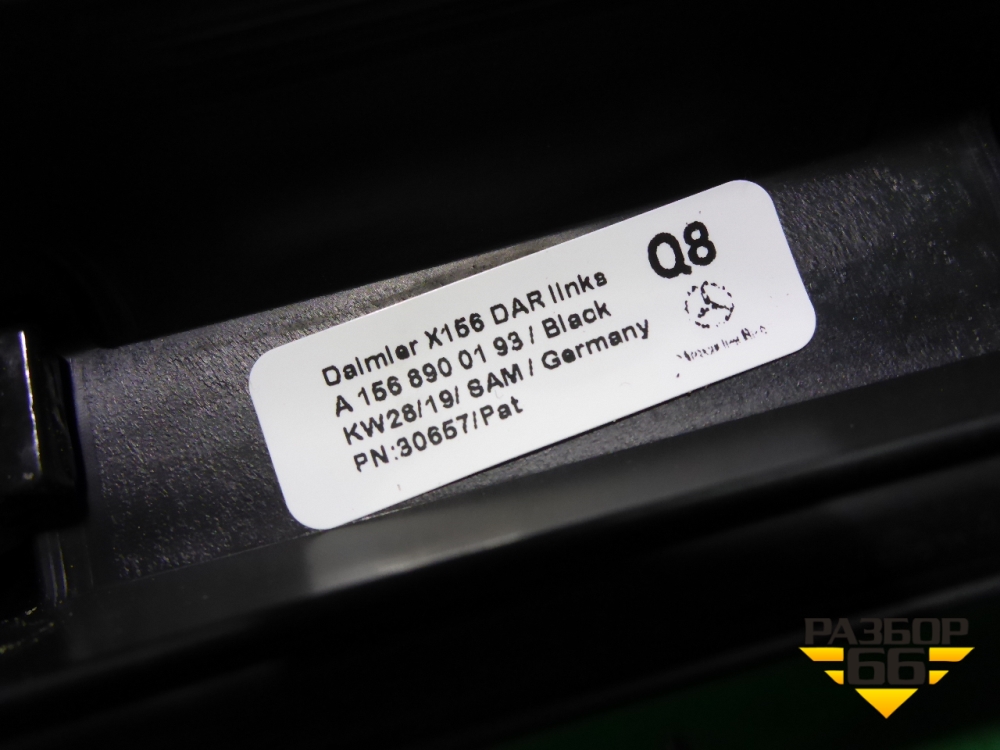 Q8
Daimler X156 DAR links
A 156 890 01 93 / Black
KW28/19/ SAM / Germany
PN:30657/Pat
РАЗБОР
66